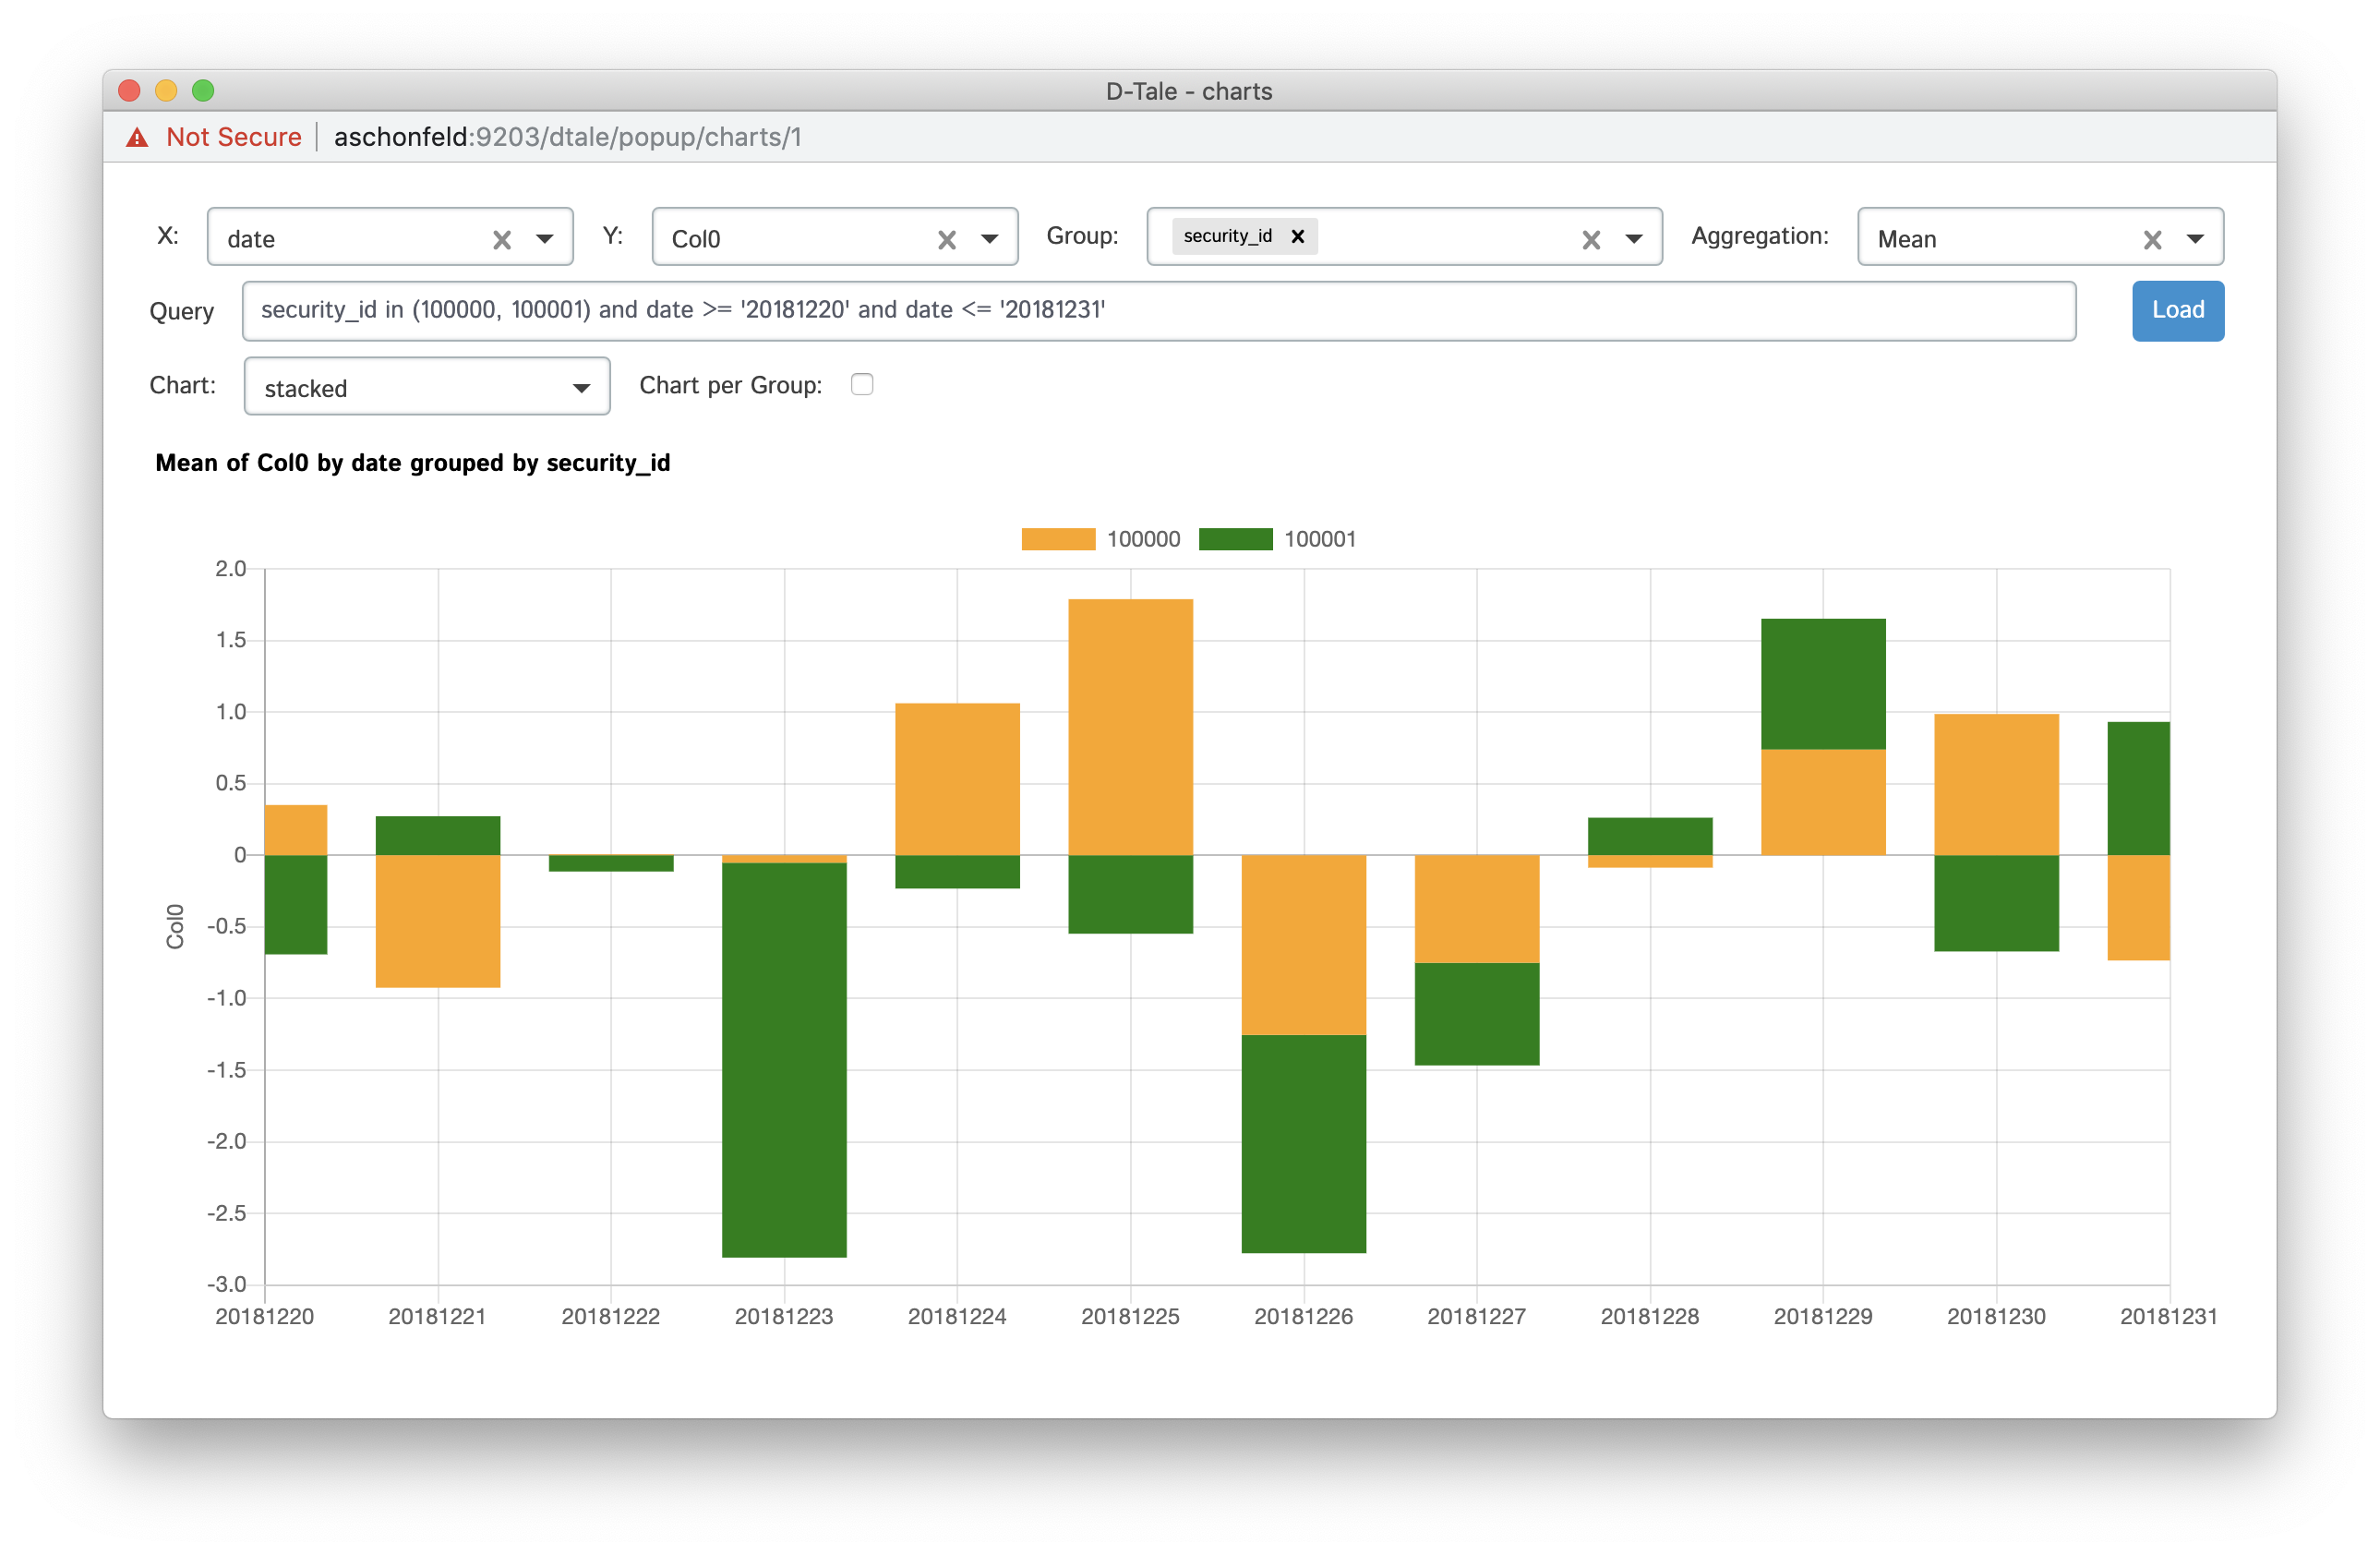 D-Tale - charts
Not Secure aschonfeld:9203/dtale/popup/charts/1
X: date Y: Col0 Group: security_id Aggregation: Mean
Query security_id in (100000, 100001) and date >= '20181220' and date <= '20181231' Load
Chart: stacked Chart per Group:
Mean of Col0 by date grouped by security_id
100000 100001
2.0
1.5
1.0
0.5
0
-0.5
-1.0
-1.5
-2.0
-2.5
-3.0
Col0
20181220 20181221 20181222 20181223 20181224 20181225 20181226 20181227 20181228 20181229 20181230 20181231